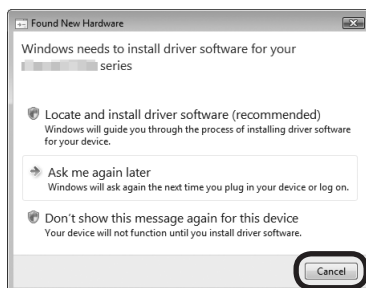 Found New Hardware
Windows needs to install driver software for your
series
Locate and install driver software (recommended)
Windows will guide you through the process of installing driver software
for your device.
Ask me again later
Windows will ask again the next time you plug in your device or log on.
Don't show this message again for this device
Your device will not function until you install driver software.
Cancel